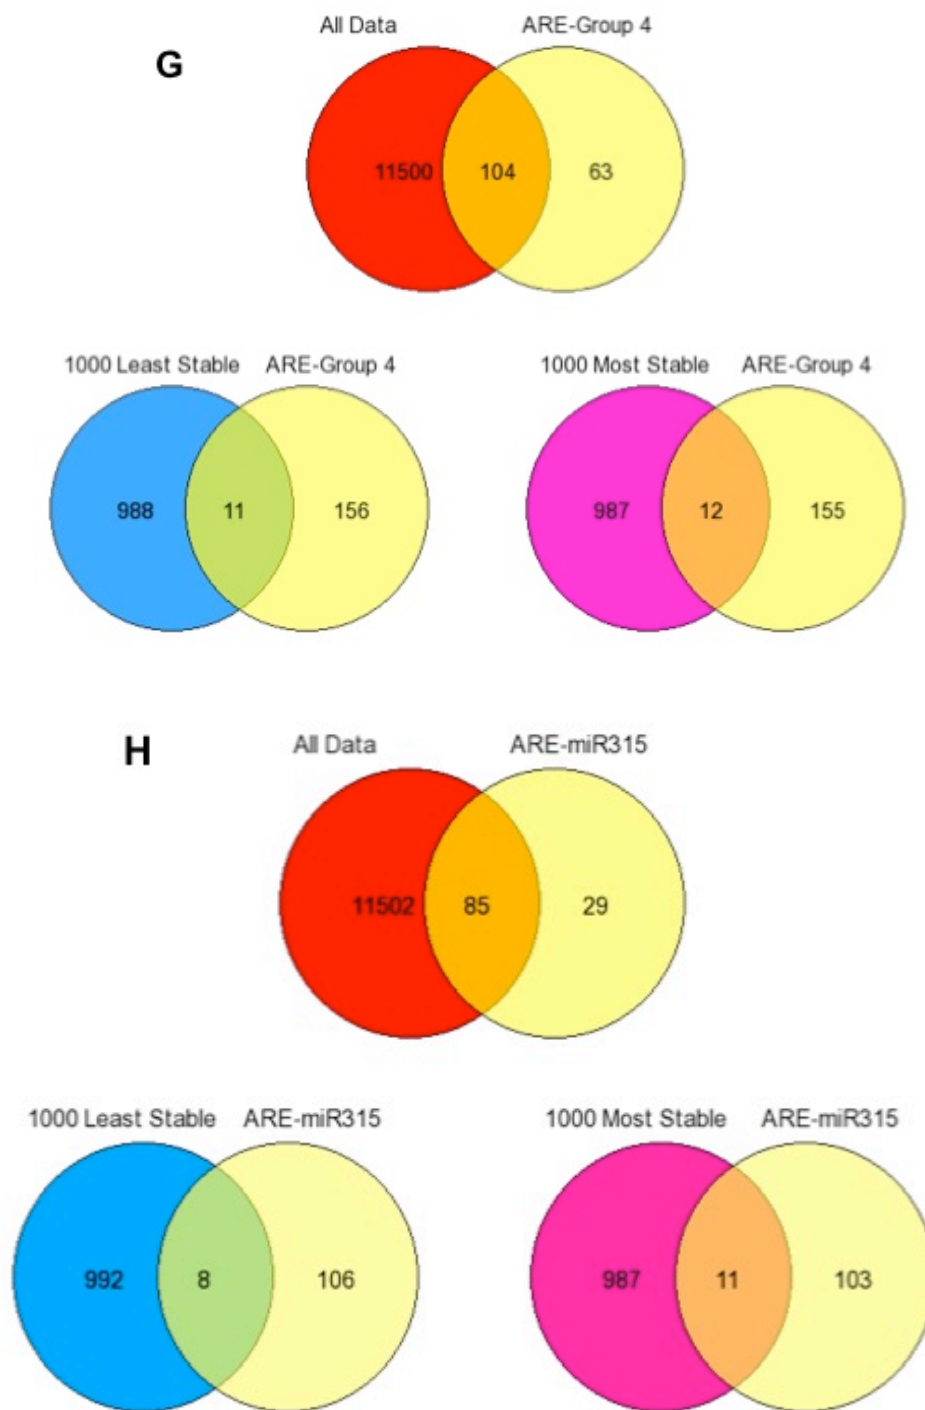 G
All Data ARE-Group 4
11500 104 63
1000 Least Stable ARE-Group 4
988 11 156
1000 Most Stable ARE-Group 4
987 12 155
H
All Data ARE-miR315
11502 85 29
1000 Least Stable ARE-miR315
992 8 106
1000 Most Stable ARE-miR315
987 11 103